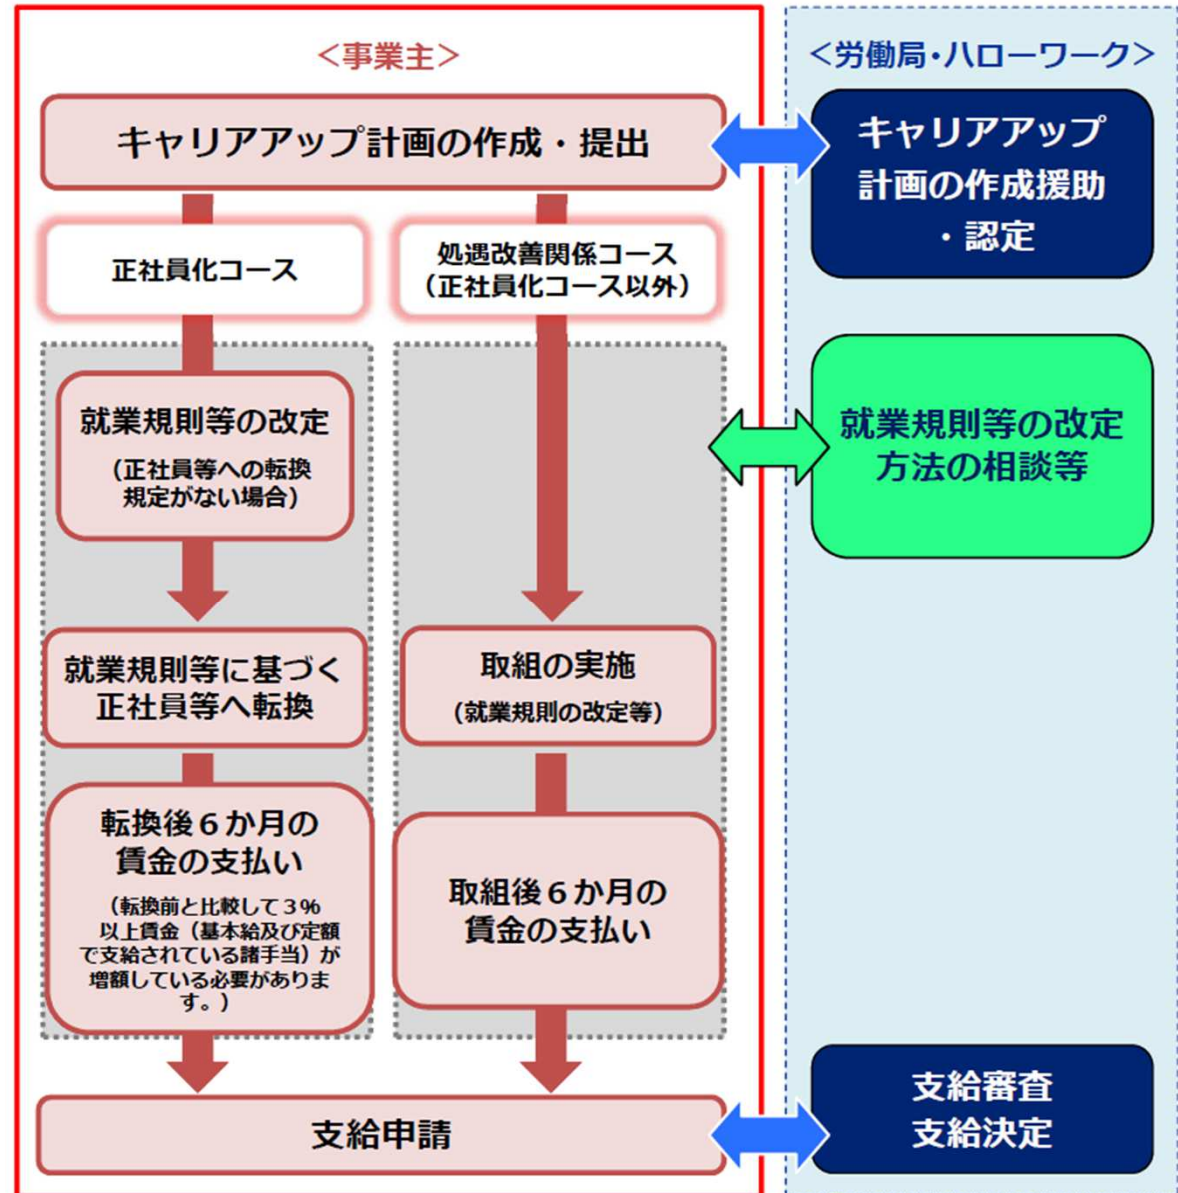 ＜事業主＞
キャリアアップ計画の作成・提出
正社員化コース
就業規則等の改定
（正社員等への転換
規定がない場合）
就業規則等に基づく
正社員等へ転換
転換後６か月の
賃金の支払い
（転換前と比較して３%
以上賃金（基本給及び定額
で支給されている諸手当）が
増額している必要がありま
す。）
処遇改善関係コース
（正社員化コース以外）
取組の実施
（就業規則の改定等）
取組後６か月の
賃金の支払い
支給申請
＜労働局・ハローワーク＞
キャリアアップ
計画の作成援助
・認定
就業規則等の改定
方法の相談等
支給審査
支給決定